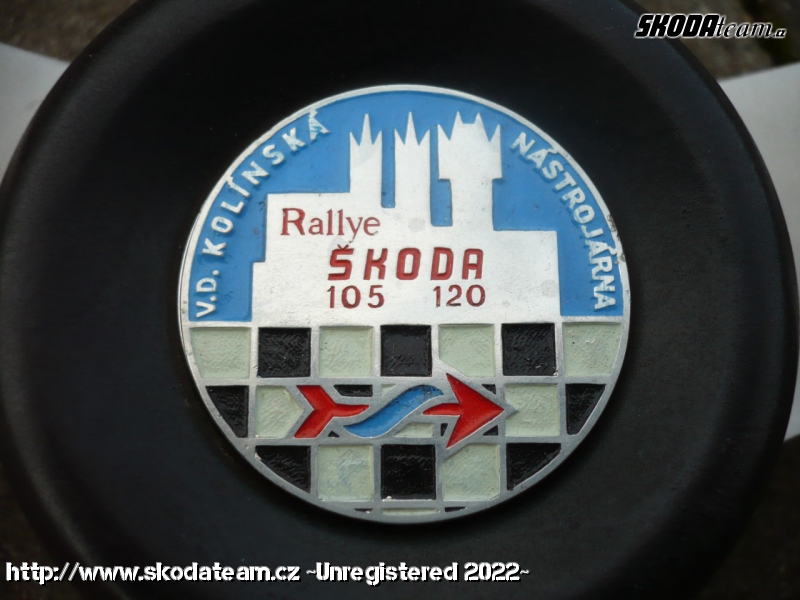 SKODAteam.cz
V.D. KOLÍNSKÁ NÁSTROJÁRNA
Rallye
ŠKODA
105 120
http://www.skodateam.cz ~Unregistered 2022~